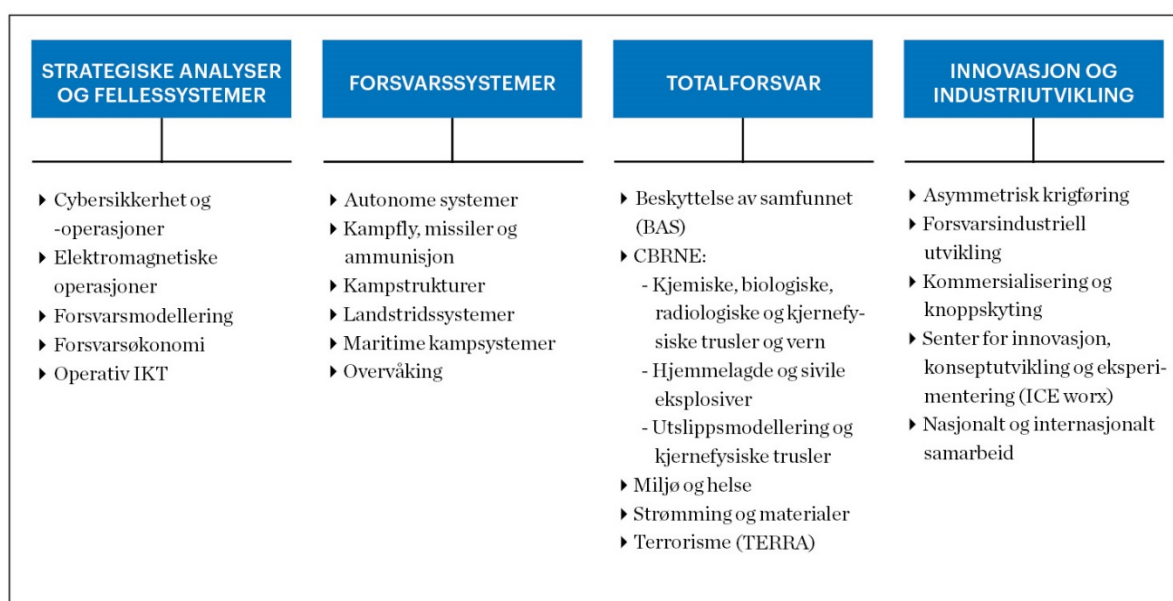 STRATEGISKE ANALYSER
OG FELLESSYSTEMER
▸ Cybersikkerhet og
-operasjoner
▸ Elektromagnetiske
operasjoner
▸ Forsvarsmodellering
▸ Forsvarsøkonomi
▸ Operativ IKT
FORSVARSSYSTEMER
▸ Autonome systemer
▸ Kampfly, missiler og
ammunisjon
▸ Kampstrukturer
▸ Landstridssystemer
▸ Maritime kampsystemer
▸ Overvåking
TOTALFORSVAR
▸ Beskyttelse av samfunnet
(BAS)
▸ CBRNE:
- Kjemiske, biologiske,
radiologiske og kjernefy-
siske trusler og vern
- Hjemmelagde og sivile
eksplosiver
- Utslippsmodellering og
kjernefysiske trusler
▸ Miljø og helse
▸ Strømming og materialer
▸ Terrorisme (TERRA)
INNOVASJON OG
INDUSTRIUTVIKLING
▸ Asymmetrisk krigføring
▸ Forsvarsindustriell
utvikling
▸ Kommersialisering og
knoppskyting
▸ Senter for innovasjon,
konseptutvikling og eksperi-
mentering (ICE worx)
▸ Nasjonalt og internasjonalt
samarbeid